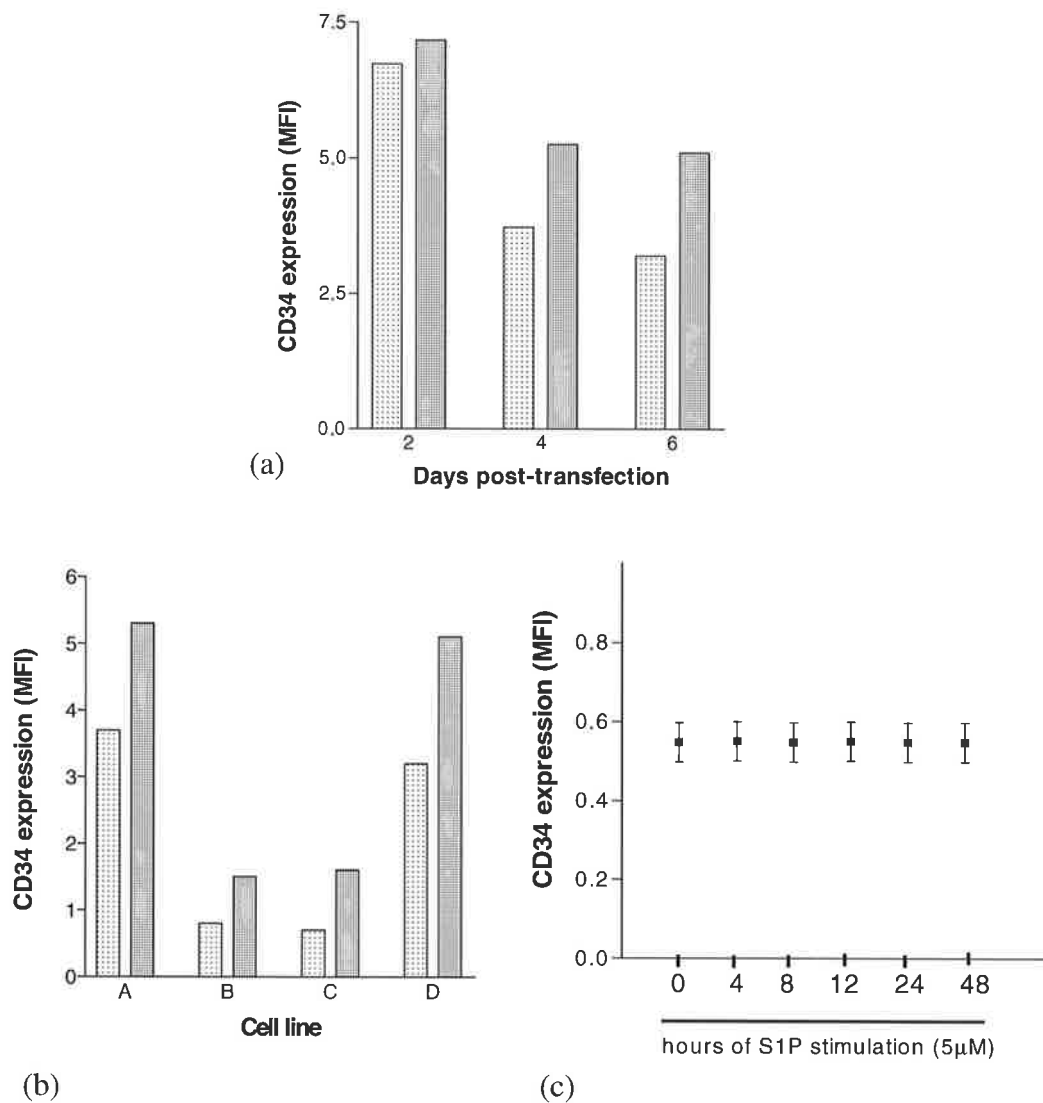 CD34 expression (MFI)
7.5
5.0
2.5
0.0
2 4 6
Days post-transfection
(a)
CD34 expression (MFI)
6
5
4
3
2
1
0
A B C D
Cell line
(b)
CD34 expression (MFI)
0.8
0.6
0.4
0.2
0.0
0 4 8 12 24 48
hours of S1P stimulation (5µM)
(c)